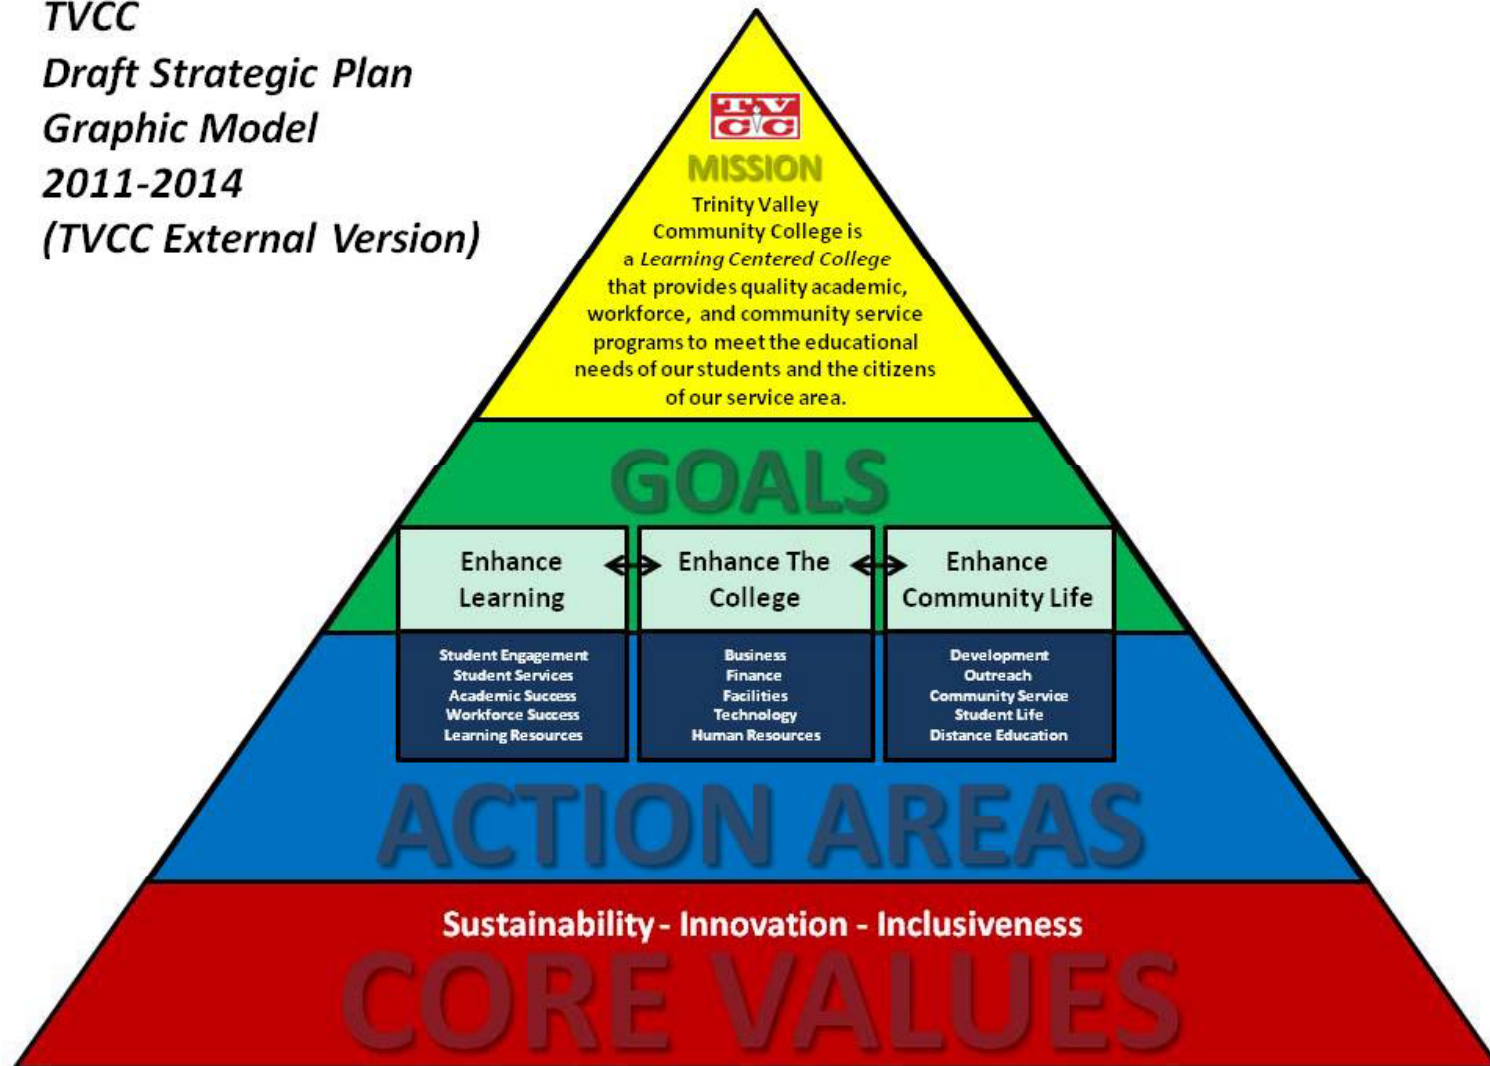 TVCC
Draft Strategic Plan
Graphic Model
2011-2014
(TVCC External Version)
TV
CC
MISSION
Trinity Valley
Community College is
a Learning Centered College
that provides quality academic,
workforce, and community service
programs to meet the educational
needs of our students and the citizens
of our service area.
GOALS
Enhance
Learning
Enhance The
College
Enhance
Community Life
Student Engagement
Student Services
Academic Success
Workforce Success
Learning Resources
Business
Finance
Facilities
Technology
Human Resources
Development
Outreach
Community Service
Student Life
Distance Education
ACTION AREAS
Sustainability - Innovation - Inclusiveness
CORE VALUES